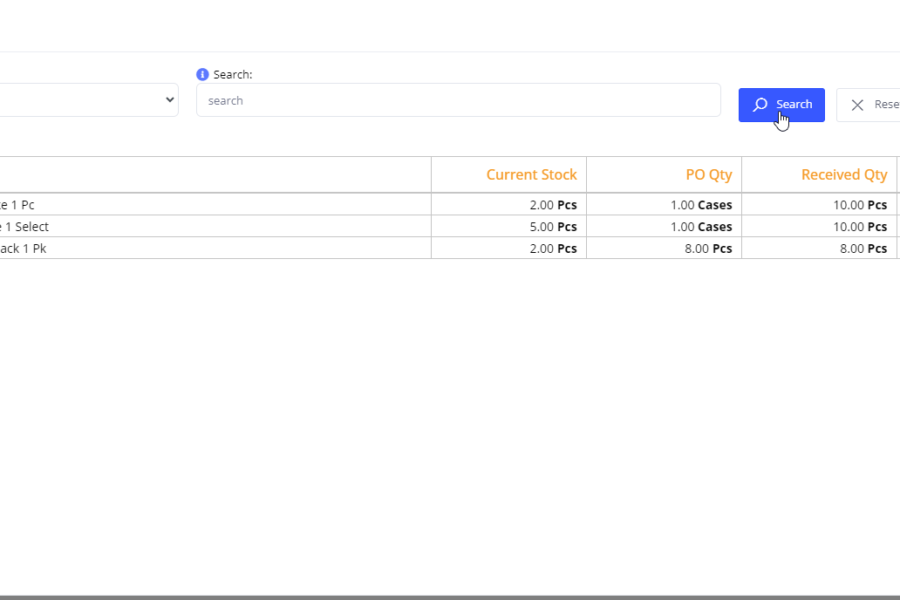 Search:
search
Search
Current Stock PO Qty Received Qty
1 Pc 2.00 Pcs 1.00 Cases 10.00 Pcs
1 Select 5.00 Pcs 1.00 Cases 10.00 Pcs
1 Pk 2.00 Pcs 8.00 Pcs 8.00 Pcs